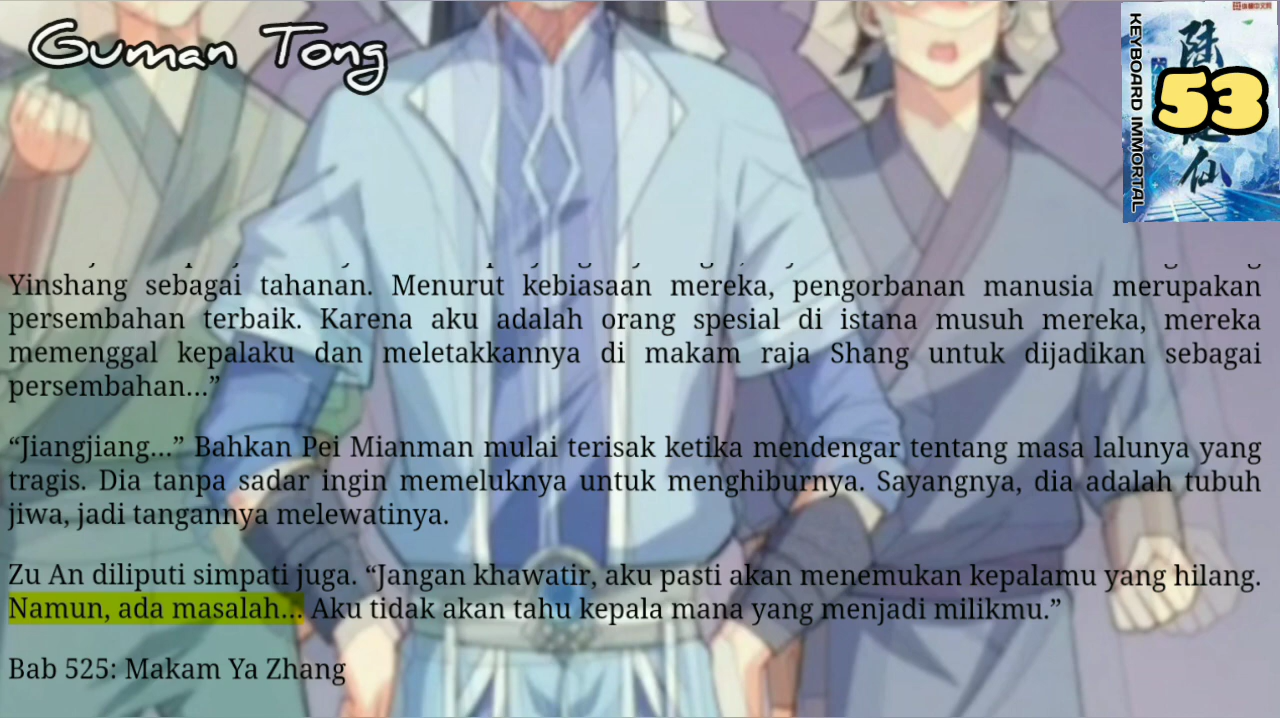 Guman Tong
KEYBOARD IMMORTAL
53
仙
Yinshang sebagai tahanan. Menurut kebiasaan mereka, pengorbanan manusia merupakan
persembahan terbaik. Karena aku adalah orang spesial di istana musuh mereka, mereka
memenggal kepalaku dan meletakkannya di makam raja Shang untuk dijadikan sebagai
persembahan...”
“Jiangjiang...” Bahkan Pei Mianman mulai terisak ketika mendengar tentang masa lalunya yang
tragis. Dia tanpa sadar ingin memeluknya untuk menghiburnya. Sayangnya, dia adalah tubuh
jiwa, jadi tangannya melewatinya.
Zu An diliputi simpati juga. “Jangan khawatir, aku pasti akan menemukan kepalamu yang hilang.
Namun, ada masalah... Aku tidak akan tahu kepala mana yang menjadi milikmu.”
Bab 525: Makam Ya Zhang